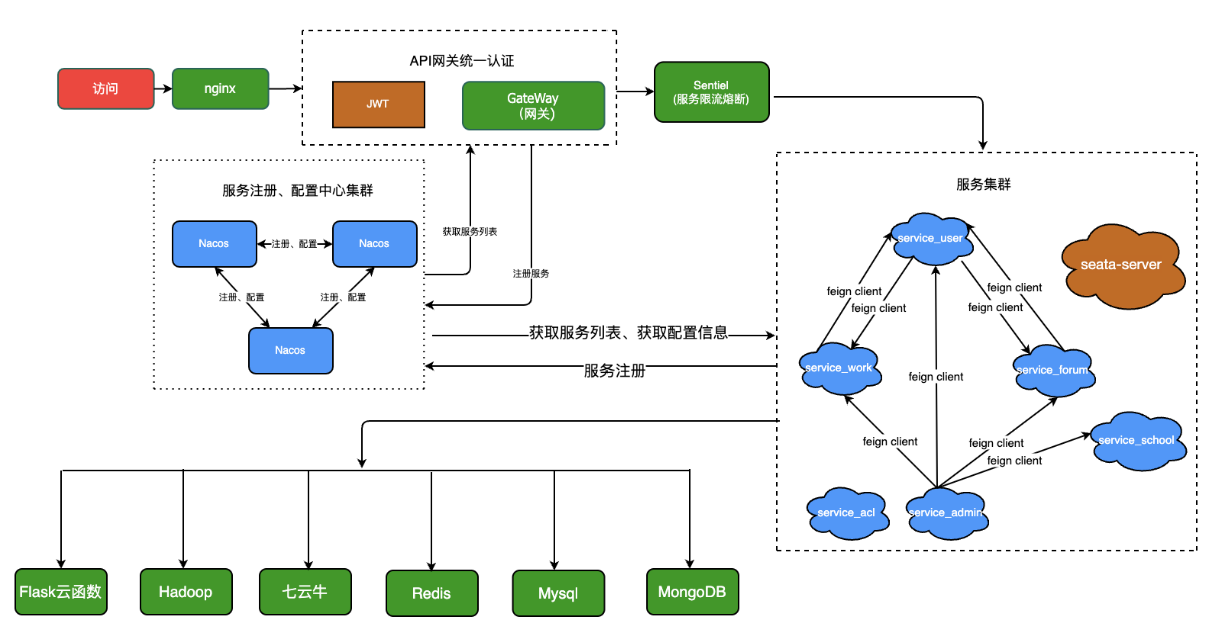 API网关统一认证
访问
nginx
JWT
GateWay
（网关）
Sentiel
(服务限流熔断)
服务注册、配置中心集群
Nacos
注册、配置
Nacos
注册、配置
注册、配置
Nacos
获取服务列表
注册服务
获取服务列表、获取配置信息
服务注册
服务集群
service_user
seata-server
feign client
feign client
feign client
feign client
service_work
feign client
service_forum
feign client
feign client
feign client
service_school
service_acl
service_admin
Flask云函数
Hadoop
七云牛
Redis
Mysql
MongoDB